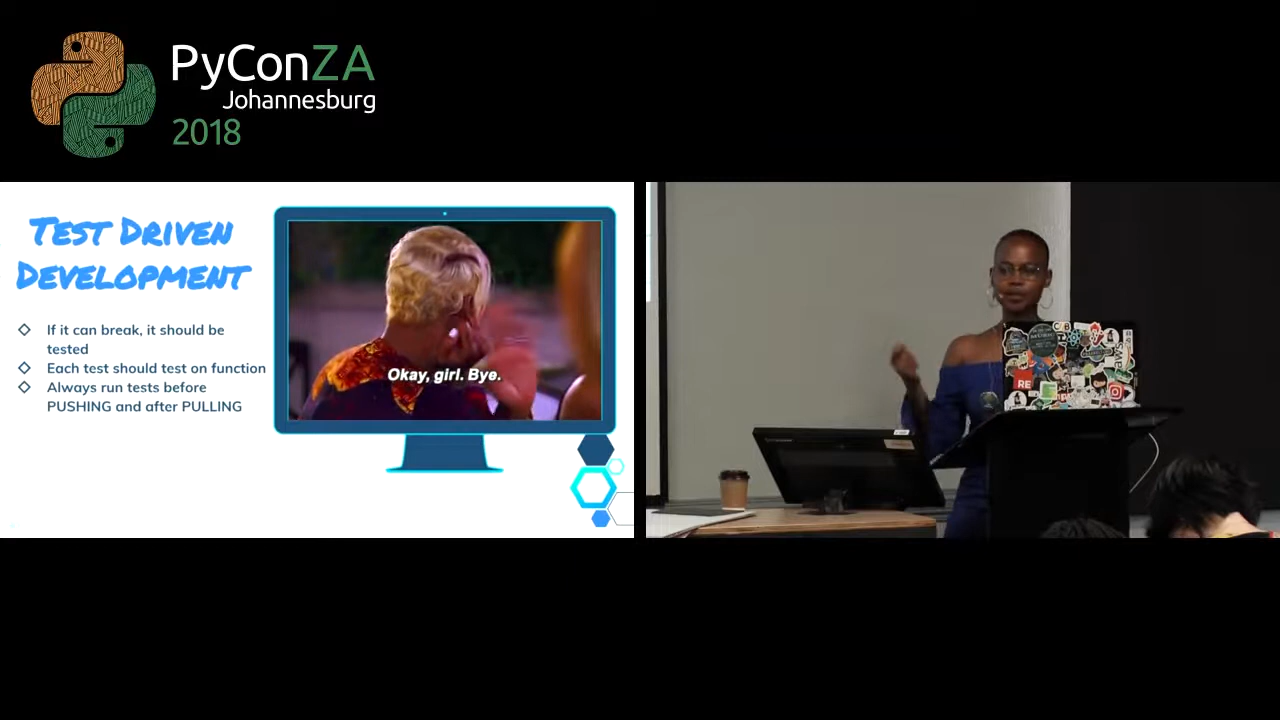 PyConZA
Johannesburg
2018
TEST DRIVEN
DEVELOPMENT
If it can break, it should be
tested
Each test should test on function
Always run tests before
PUSHING and after PULLING
Okay, girl. Bye.
RE